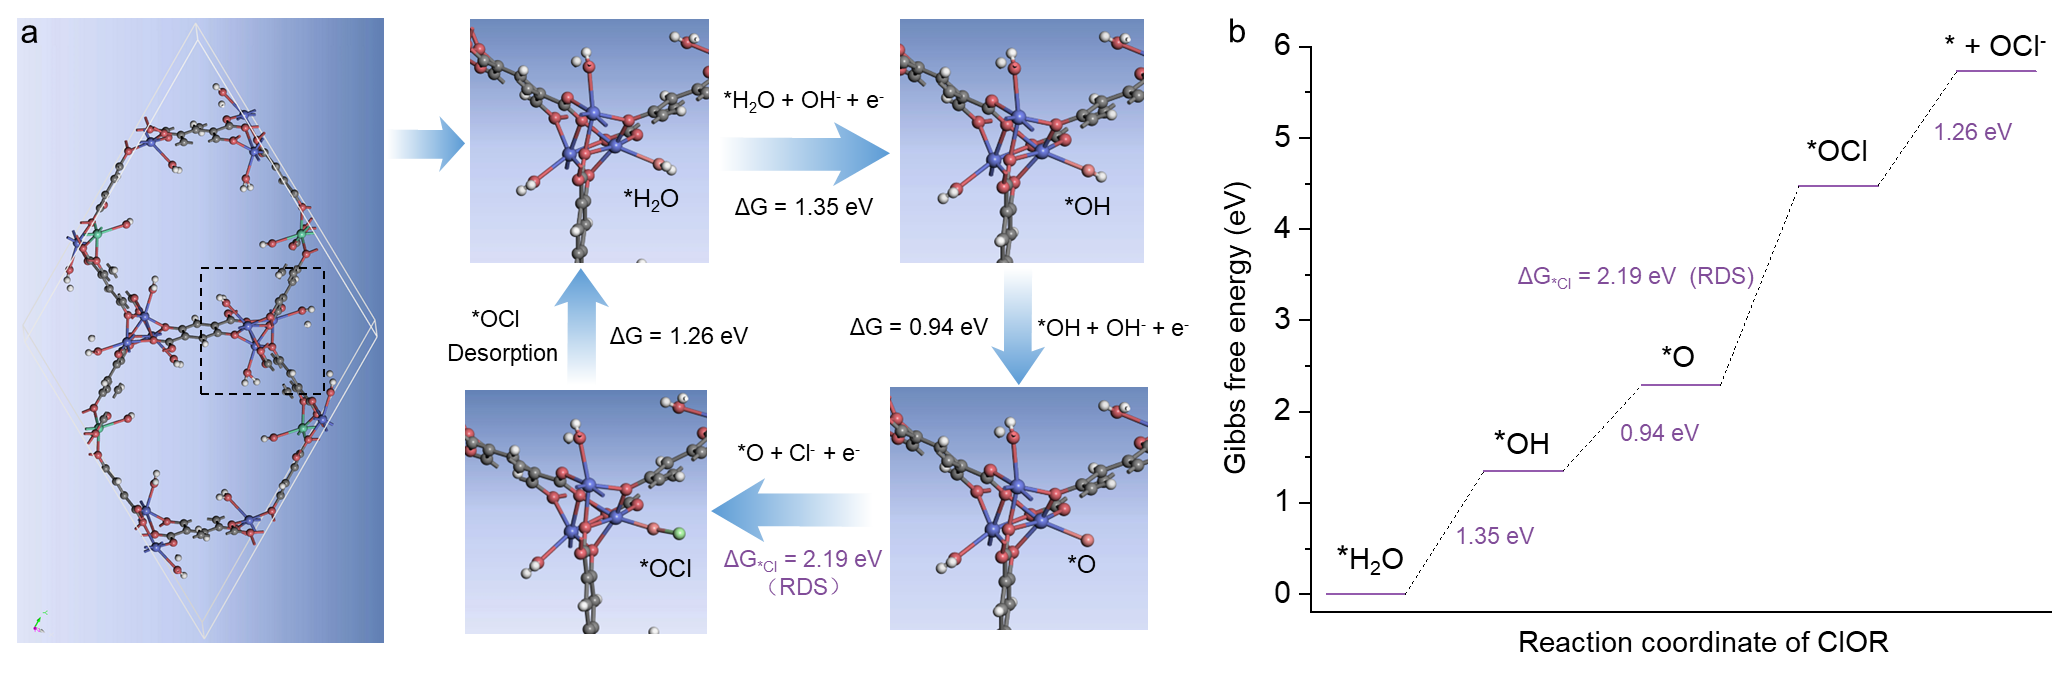 a
*H₂O
*H₂O + OH⁻ + e⁻
ΔG = 1.35 eV
*OH
ΔG = 0.94 eV
*OH + OH⁻ + e⁻
*O
*O + Cl⁻ + e⁻
ΔG*Cl = 2.19 eV
(RDS)
*OCl
*OCl
Desorption
ΔG = 1.26 eV
b
Gibbs free energy (eV)
6
5
4
3
2
1
0
*H₂O
1.35 eV
*OH
0.94 eV
*O
ΔG*Cl = 2.19 eV (RDS)
*OCl
1.26 eV
* + OCl⁻
Reaction coordinate of ClOR